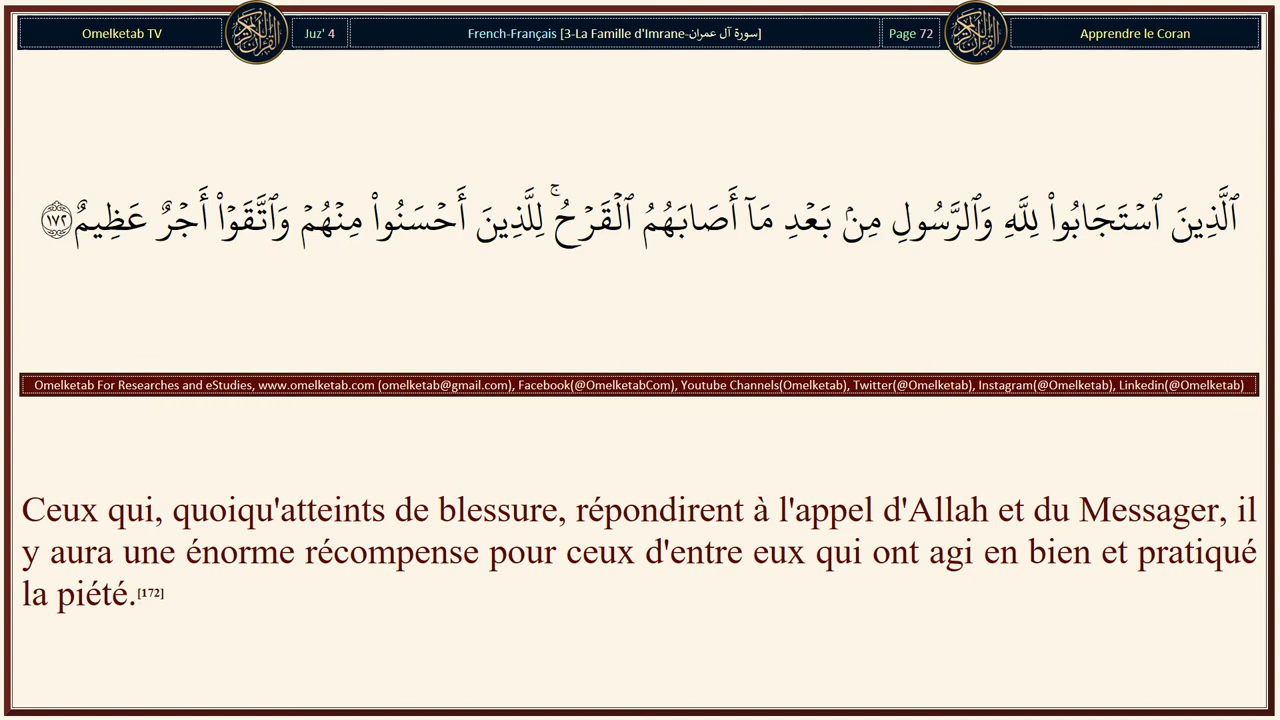 Omelketab TV
Juz' 4
French-Français [3-La Famille d'Imrane-سورة آل عمران]
Page 72
Apprendre le Coran
ٱلَّذِينَ ٱسْتَجَابُوا۟ لِلَّهِ وَٱلرَّسُولِ مِنۢ بَعْدِ مَآ أَصَابَهُمُ ٱلْقَرْحُ ۚ لِلَّذِينَ أَحْسَنُوا۟ مِنْهُمْ وَٱتَّقَوْا۟ أَجْرٌ عَظِيمٌ ١٧٢
Omelketab For Researches and eStudies, www.omelketab.com (omelketab@gmail.com), Facebook(@OmelketabCom), Youtube Channels(Omelketab), Twitter(@Omelketab), Instagram(@Omelketab), Linkedin(@Omelketab)
Ceux qui, quoiqu'atteints de blessure, répondirent à l'appel d'Allah et du Messager, il
y aura une énorme récompense pour ceux d'entre eux qui ont agi en bien et pratiqué
la piété.[172]